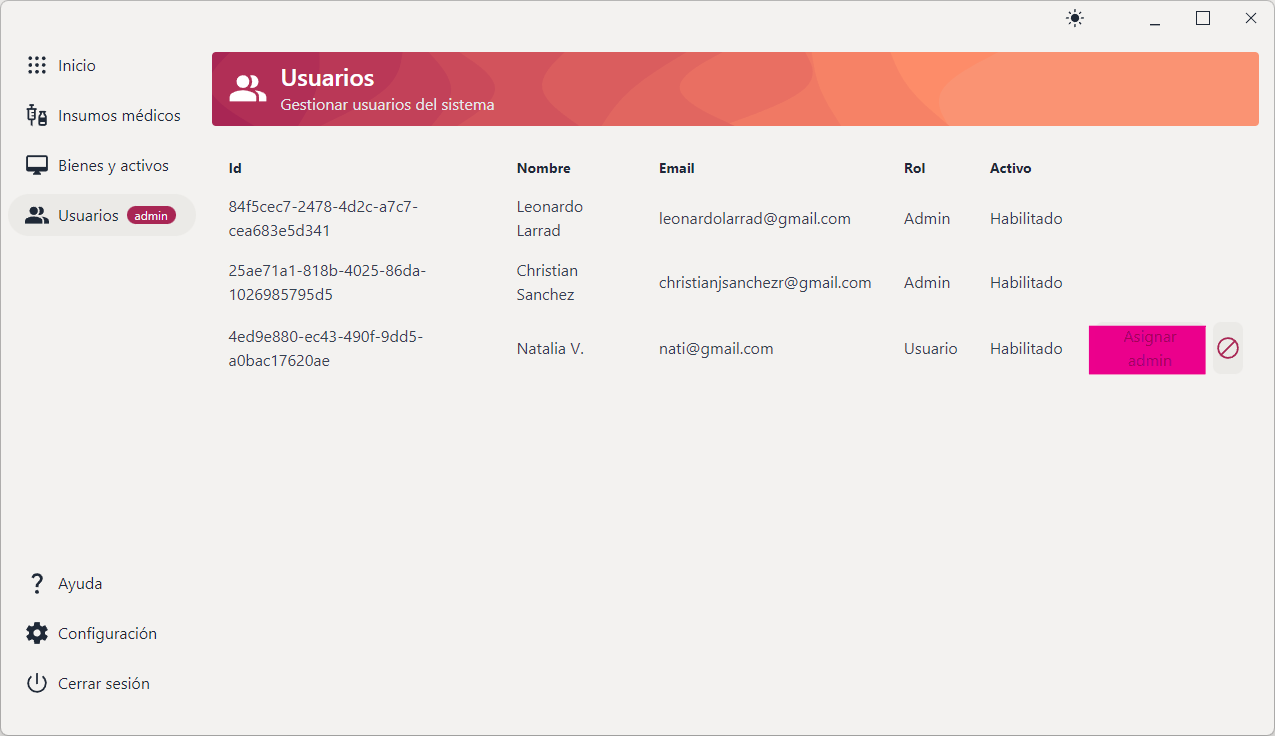 Inicio
Insumos médicos
Bienes y activos
Usuarios admin
Ayuda
Configuración
Cerrar sesión
Usuarios
Gestionar usuarios del sistema
Id Nombre Email Rol Activo
84f5cec7-2478-4d2c-a7c7-
cea683e5d341
Leonardo
Larrad
leonardolarrad@gmail.com
Admin
Habilitado
25ae71a1-818b-4025-86da-
1026985795d5
Christian
Sanchez
christianjsanchezr@gmail.com
Admin
Habilitado
4ed9e880-ec43-490f-9dd5-
a0bac17620ae
Natalia V.
nati@gmail.com
Usuario
Habilitado
Asignar
admin